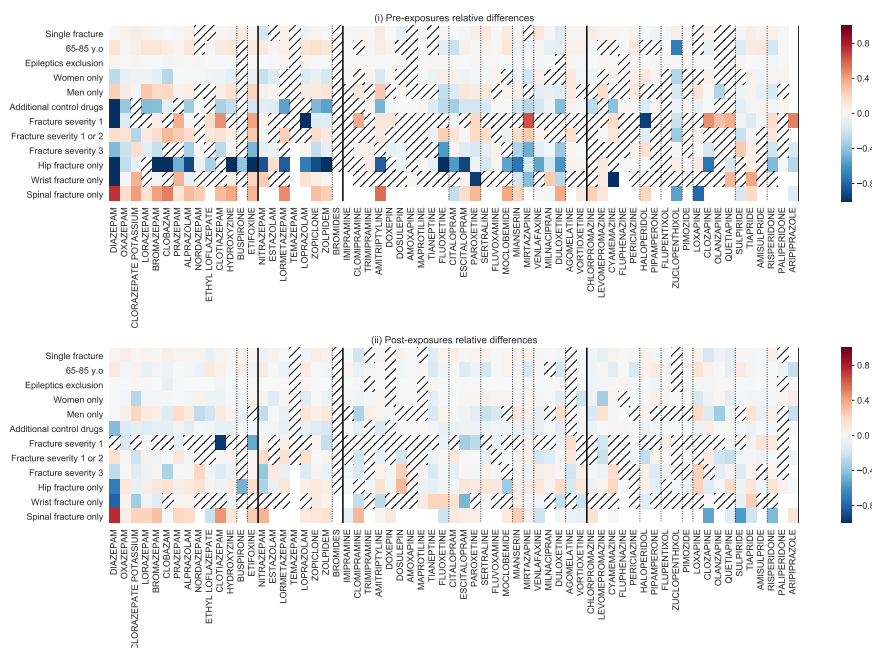 (i) Pre-exposures relative differences
Single fracture
65-85 y.o
Epileptics exclusion
Women only
Men only
Additional control drugs
Fracture severity 1
Fracture severity 1 or 2
Fracture severity 3
Hip fracture only
Wrist fracture only
Spinal fracture only
0.8
0.4
0.0
−0.4
−0.8
DIAZEPAM
OXAZEPAM
CLORAZEPATE POTASSIUM
LORAZEPAM
BROMAZEPAM
CLOBAZAM
PRAZEPAM
ALPRAZOLAM
NORDAZEPAM
ETHYL LOFLAZEPATE
CLOTIAZEPAM
HYDROXYZINE
BUSPIRONE
ETIFOXINE
NITRAZEPAM
ESTAZOLAM
LORMETAZEPAM
TEMAZEPAM
LOPRAZOLAM
ZOPICLONE
ZOLPIDEM
BROMIDES
IMIPRAMINE
CLOMIPRAMINE
TRIMIPRAMINE
AMITRIPTYLINE
DOXEPIN
DOSULEPIN
AMOXAPINE
MAPROTILINE
TIANEPTINE
FLUOXETINE
CITALOPRAM
ESCITALOPRAM
PAROXETINE
SERTRALINE
FLUVOXAMINE
MOCLOBEMIDE
MIANSERIN
MIRTAZAPINE
VENLAFAXINE
MILNACIPRAN
DULOXETINE
AGOMELATINE
VORTIOXETINE
CHLORPROMAZINE
LEVOMEPROMAZINE
CYAMEMAZINE
FLUPHENAZINE
PERICIAZINE
HALOPERIDOL
PIPAMPERONE
FLUPENTIXOL
ZUCLOPENTHIXOL
PIMOZIDE
LOXAPINE
CLOZAPINE
OLANZAPINE
QUETIAPINE
SULPIRIDE
TIAPRIDE
AMISULPRIDE
RISPERIDONE
PALIPERIDONE
ARIPIPRAZOLE
(ii) Post-exposures relative differences
Single fracture
65-85 y.o
Epileptics exclusion
Women only
Men only
Additional control drugs
Fracture severity 1
Fracture severity 1 or 2
Fracture severity 3
Hip fracture only
Wrist fracture only
Spinal fracture only
0.8
0.4
0.0
−0.4
−0.8
DIAZEPAM
OXAZEPAM
CLORAZEPATE POTASSIUM
LORAZEPAM
BROMAZEPAM
CLOBAZAM
PRAZEPAM
ALPRAZOLAM
NORDAZEPAM
ETHYL LOFLAZEPATE
CLOTIAZEPAM
HYDROXYZINE
BUSPIRONE
ETIFOXINE
NITRAZEPAM
ESTAZOLAM
LORMETAZEPAM
TEMAZEPAM
LOPRAZOLAM
ZOPICLONE
ZOLPIDEM
BROMIDES
IMIPRAMINE
CLOMIPRAMINE
TRIMIPRAMINE
AMITRIPTYLINE
DOXEPIN
DOSULEPIN
AMOXAPINE
MAPROTILINE
TIANEPTINE
FLUOXETINE
CITALOPRAM
ESCITALOPRAM
PAROXETINE
SERTRALINE
FLUVOXAMINE
MOCLOBEMIDE
MIANSERIN
MIRTAZAPINE
VENLAFAXINE
MILNACIPRAN
DULOXETINE
AGOMELATINE
VORTIOXETINE
CHLORPROMAZINE
LEVOMEPROMAZINE
CYAMEMAZINE
FLUPHENAZINE
PERICIAZINE
HALOPERIDOL
PIPAMPERONE
FLUPENTIXOL
ZUCLOPENTHIXOL
PIMOZIDE
LOXAPINE
CLOZAPINE
OLANZAPINE
QUETIAPINE
SULPIRIDE
TIAPRIDE
AMISULPRIDE
RISPERIDONE
PALIPERIDONE
ARIPIPRAZOLE